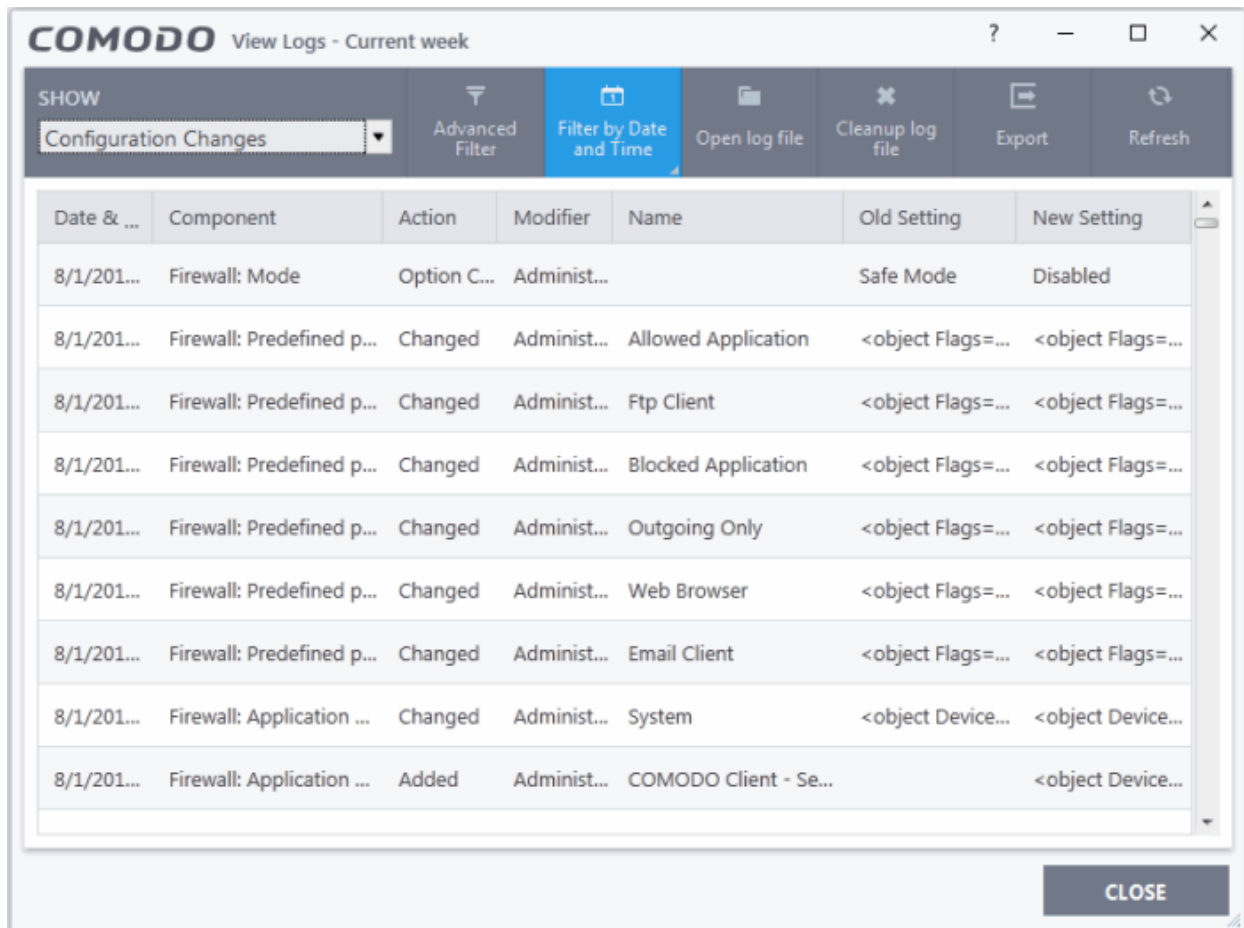 COMODO View Logs - Current week ?
SHOW
Configuration Changes
Advanced Filter
Filter by Date and Time
Open log file
Cleanup log file
Export
Refresh
Date & ... Component Action Modifier Name Old Setting New Setting
8/1/201... Firewall: Mode Option C... Administ... Safe Mode Disabled
8/1/201... Firewall: Predefined p... Changed Administ... Allowed Application <object Flags=... <object Flags=...
8/1/201... Firewall: Predefined p... Changed Administ... Ftp Client <object Flags=... <object Flags=...
8/1/201... Firewall: Predefined p... Changed Administ... Blocked Application <object Flags=... <object Flags=...
8/1/201... Firewall: Predefined p... Changed Administ... Outgoing Only <object Flags=... <object Flags=...
8/1/201... Firewall: Predefined p... Changed Administ... Web Browser <object Flags=... <object Flags=...
8/1/201... Firewall: Predefined p... Changed Administ... Email Client <object Flags=... <object Flags=...
8/1/201... Firewall: Application ... Changed Administ... System <object Device... <object Device...
8/1/201... Firewall: Application ... Added Administ... COMODO Client - Se... <object Device...
CLOSE